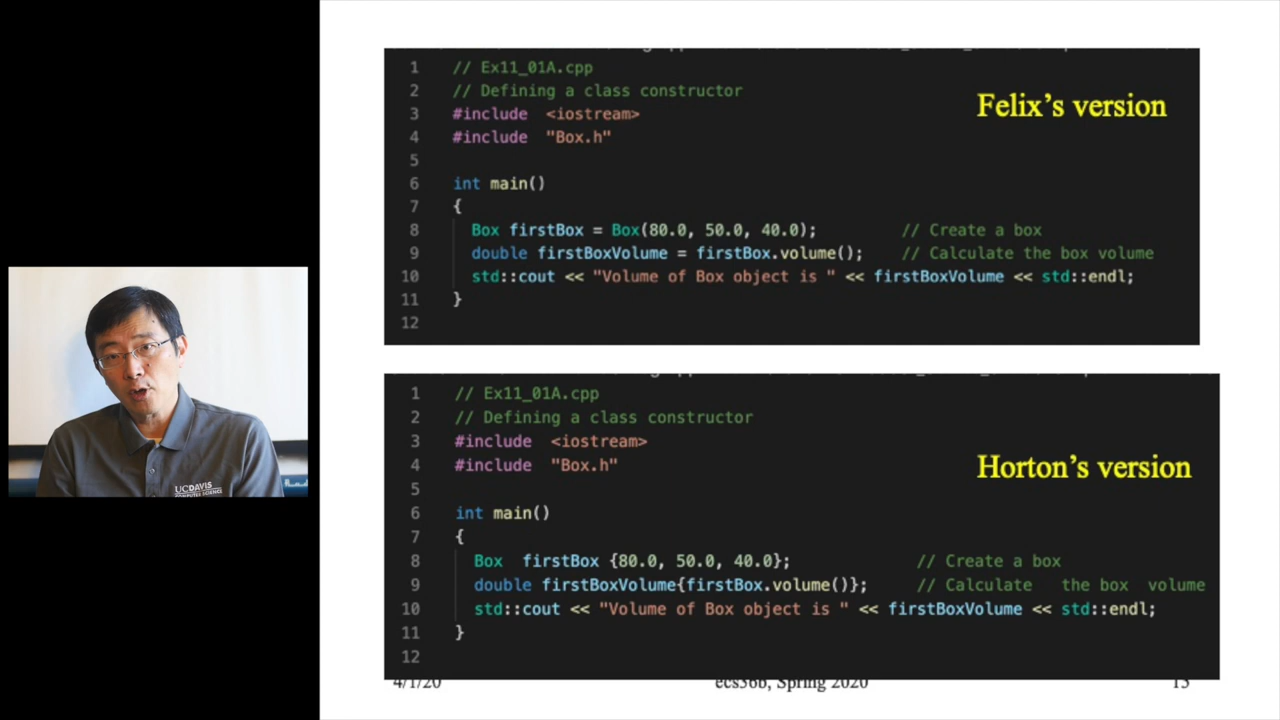 1 // Ex11_01A.cpp
2 // Defining a class constructor
3 #include <iostream>
4 #include "Box.h"
5
6 int main()
7 {
8 Box firstBox = Box(80.0, 50.0, 40.0); // Create a box
9 double firstBoxVolume = firstBox.volume(); // Calculate the box volume
10 std::cout << "Volume of Box object is " << firstBoxVolume << std::endl;
11 }
12
Felix's version
1 // Ex11_01A.cpp
2 // Defining a class constructor
3 #include <iostream>
4 #include "Box.h"
5
6 int main()
7 {
8 Box firstBox {80.0, 50.0, 40.0}; // Create a box
9 double firstBoxVolume{firstBox.volume()}; // Calculate the box volume
10 std::cout << "Volume of Box object is " << firstBoxVolume << std::endl;
11 }
12
Horton's version
UCDAVIS
COMPUTER SCIENCE
4/1/20
ecs36b, Spring 2020
15